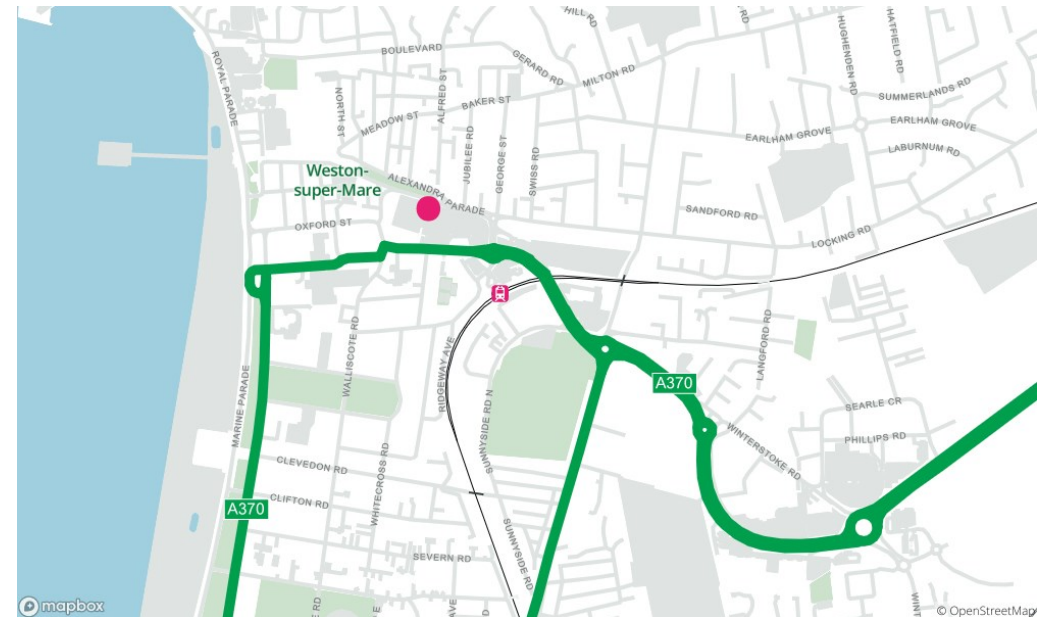 HILL RD
BOULEVARD
GERARD RD
MILTON RD
HUGHENDEN RD
HATFIELD RD
ROYAL PARADE
NORTH ST
ALFRED ST
BAKER ST
MEADOW ST
SUMMERLANDS RD
EARLHAM GROVE
EARLHAM GROVE
LABURNUM RD
JUBILEE RD
GEORGE ST
SWISS RD
Weston-
super-Mare
ALEXANDRA PARADE
OXFORD ST
SANDFORD RD
LOCKING RD
WALLISCOTE RD
RIDGEWAY AVE
LANGFORD RD
MARINE PARADE
A370
SEARLE CR
PHILLIPS RD
SUNNYSIDE RD N
WINTERSTOKE RD
CLEVEDON RD
WHITECROSS RD
CLIFTON RD
A370
SUNNYSIDE RD
SEVERN RD
RD
E
AVE
RD
WINT
mapbox
© OpenStreetMap